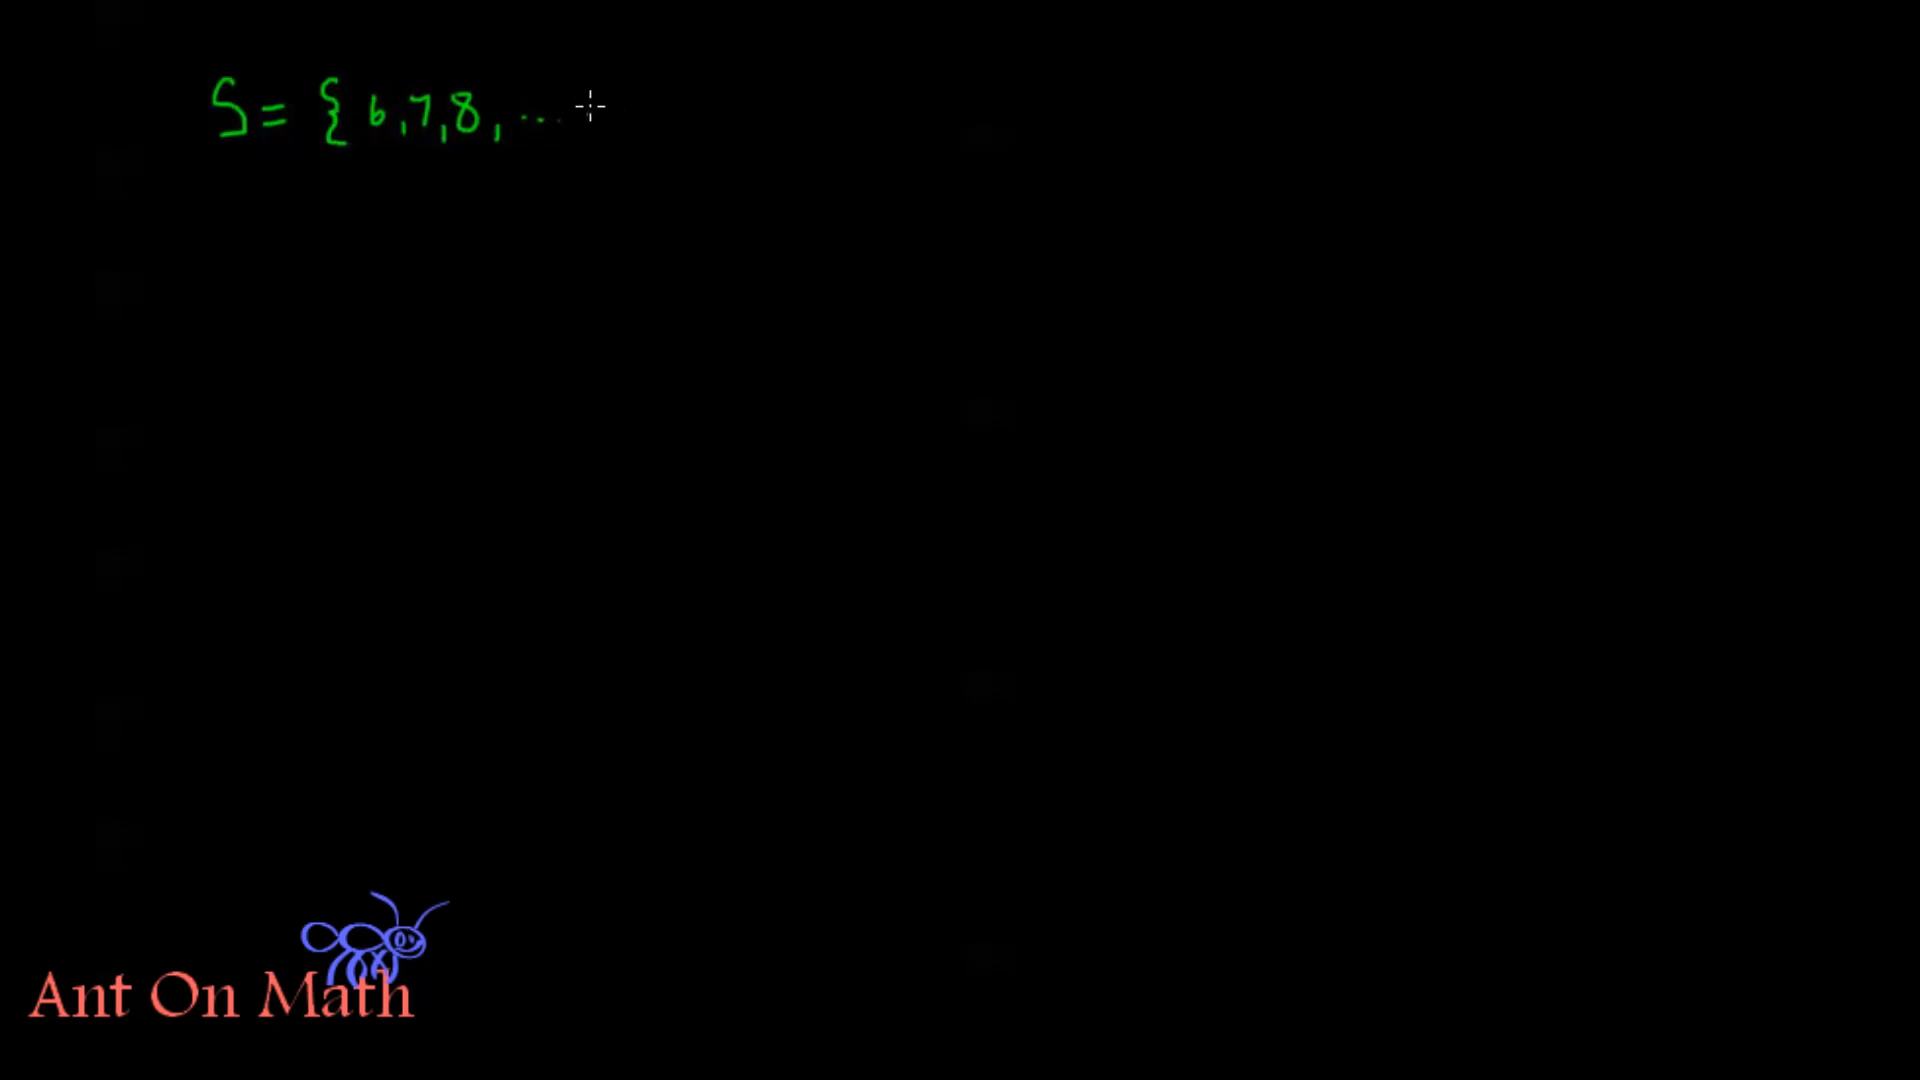 S = { 6, 7, 8, ...
Ant On Math